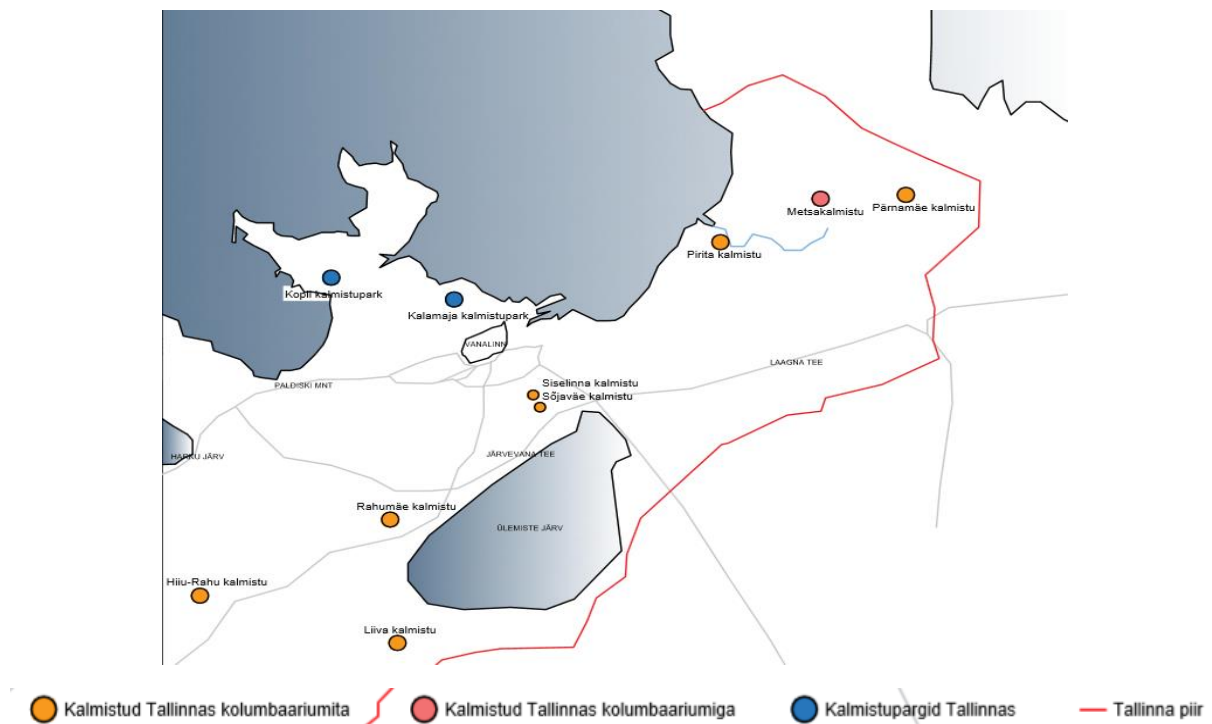 Metsakalmistu
Pärnamäe kalmistu
Pirita kalmistu
Kopli kalmistupark
Kalamaja kalmistupark
VANALINN
LAAGNA TEE
PALDISKI MNT
Siselinna kalmistu
Sõjaväe kalmistu
HARKU JÄRV
JÄRVEVANA TEE
Rahumäe kalmistu
ÜLEMISTE JÄRV
Hiiu-Rahu kalmistu
Liiva kalmistu
Kalmistud Tallinnas kolumbaariumita
Kalmistud Tallinnas kolumbaariumiga
Kalmistupargid Tallinnas
Tallinna piir